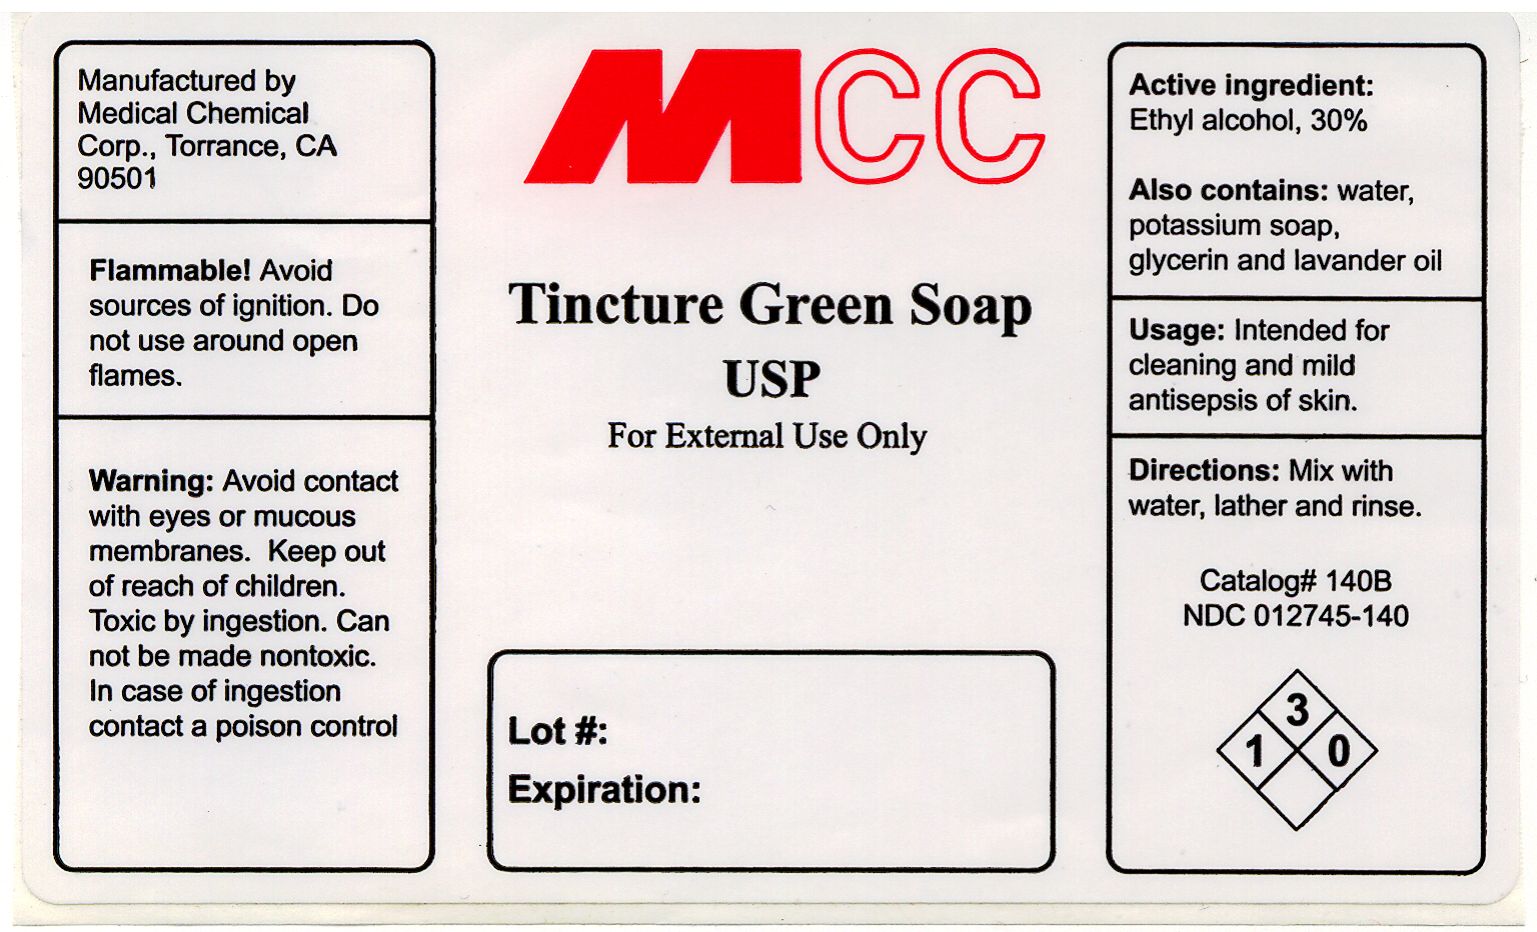 Manufactured by
Medical Chemical
Corp., Torrance, CA
90501
Flammable! Avoid
sources of ignition. Do
not use around open
flames.
Warning: Avoid contact
with eyes or mucous
membranes. Keep out
of reach of children.
Toxic by ingestion. Can
not be made nontoxic.
In case of ingestion
contact a poison control
MCC
Tincture Green Soap
USP
For External Use Only
Lot #:
Expiration:
Active ingredient:
Ethyl alcohol, 30%
Also contains: water,
potassium soap,
glycerin and lavander oil
Usage: Intended for
cleaning and mild
antisepsis of skin.
Directions: Mix with
water, lather and rinse.
Catalog# 140B
NDC 012745-140
3
1 0